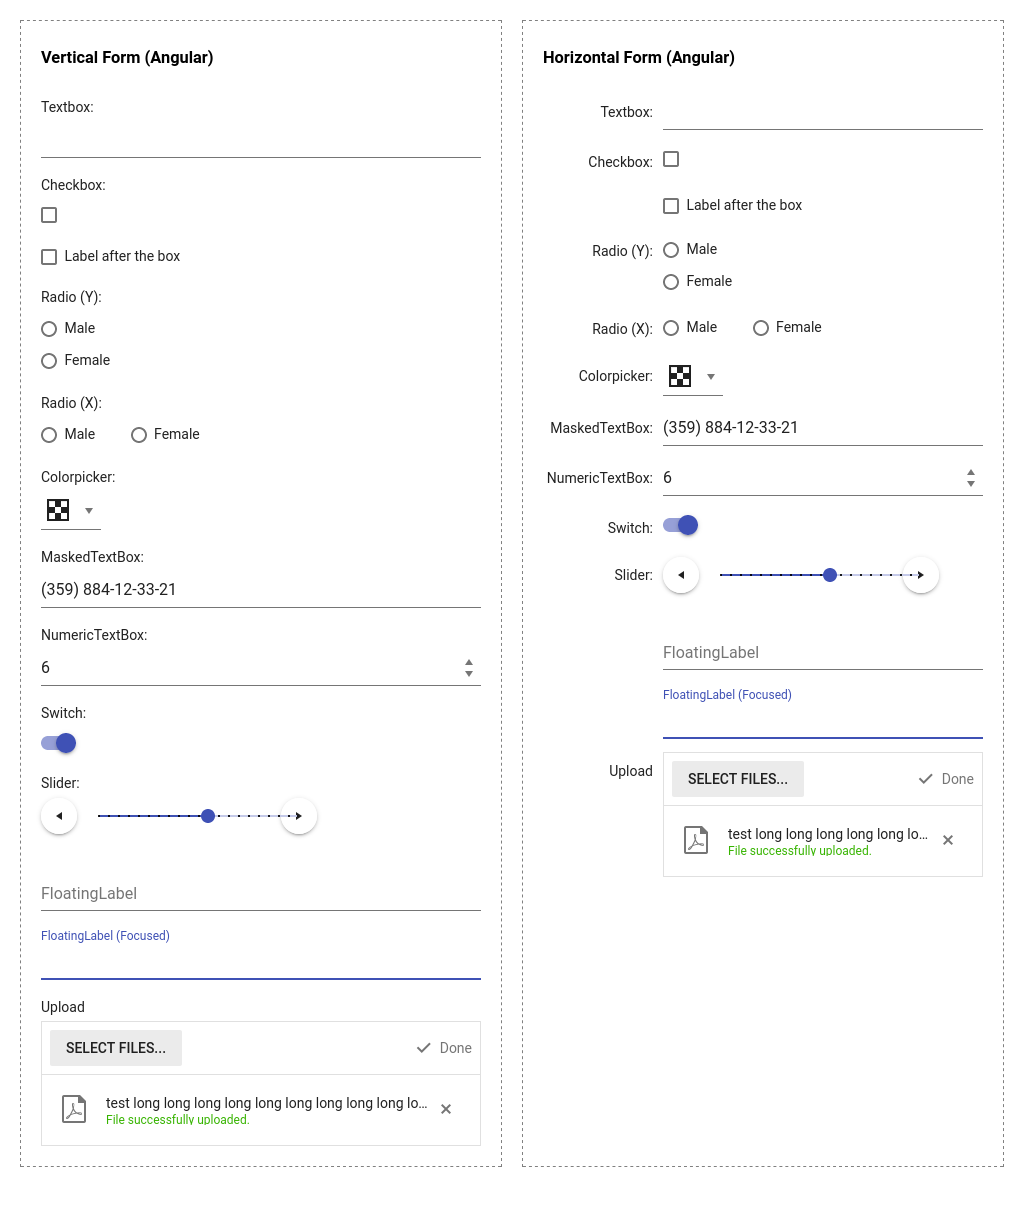 Vertical Form (Angular)
Textbox:
Checkbox:
Label after the box
Radio (Y):
Male
Female
Radio (X):
Male Female
Colorpicker:
MaskedTextBox:
(359) 884-12-33-21
NumericTextBox:
6
Switch:
Slider:
FloatingLabel
FloatingLabel (Focused)
Upload
SELECT FILES... Done
test long long long long long long long long long lo...
File successfully uploaded.
Horizontal Form (Angular)
Textbox:
Checkbox:
Label after the box
Radio (Y): Male
Female
Radio (X): Male Female
Colorpicker:
MaskedTextBox: (359) 884-12-33-21
NumericTextBox: 6
Switch:
Slider:
FloatingLabel
FloatingLabel (Focused)
Upload SELECT FILES... Done
test long long long long long lo...
File successfully uploaded.